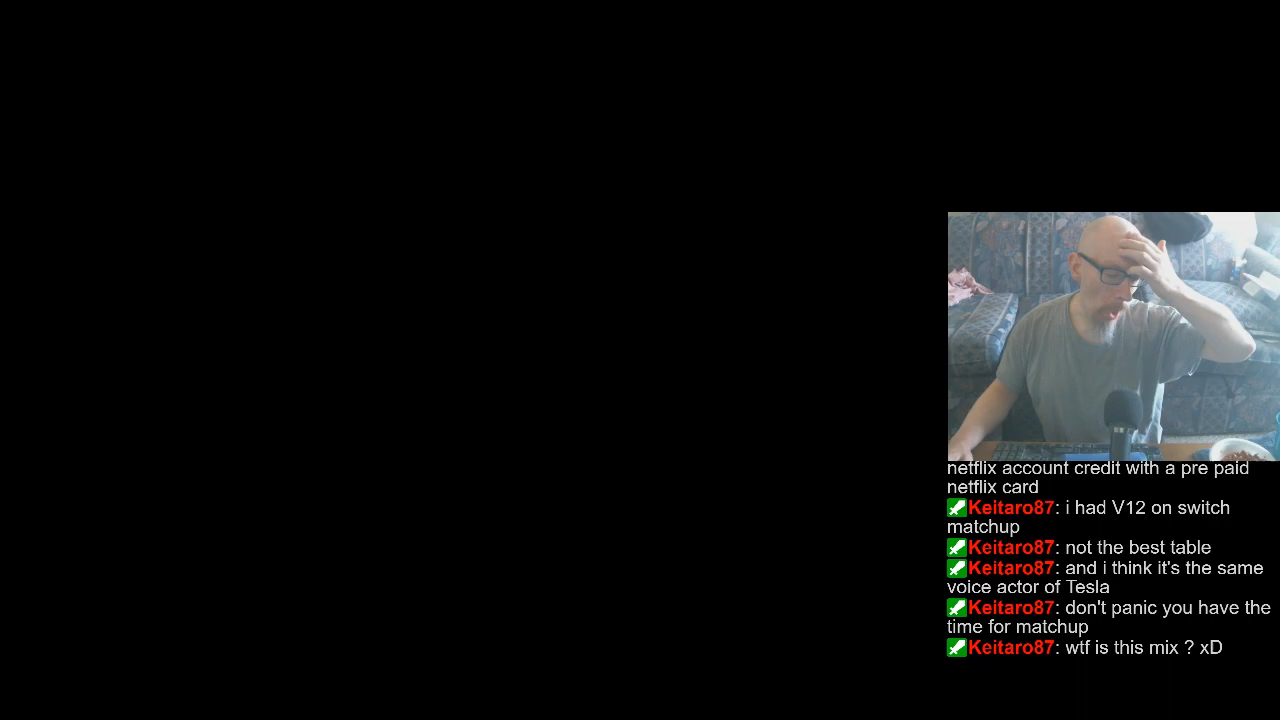 netflix account credit with a pre paid
netflix card
Keitaro87: i had V12 on switch
matchup
Keitaro87: not the best table
Keitaro87: and i think it's the same
voice actor of Tesla
Keitaro87: don't panic you have the
time for matchup
Keitaro87: wtf is this mix ? xD